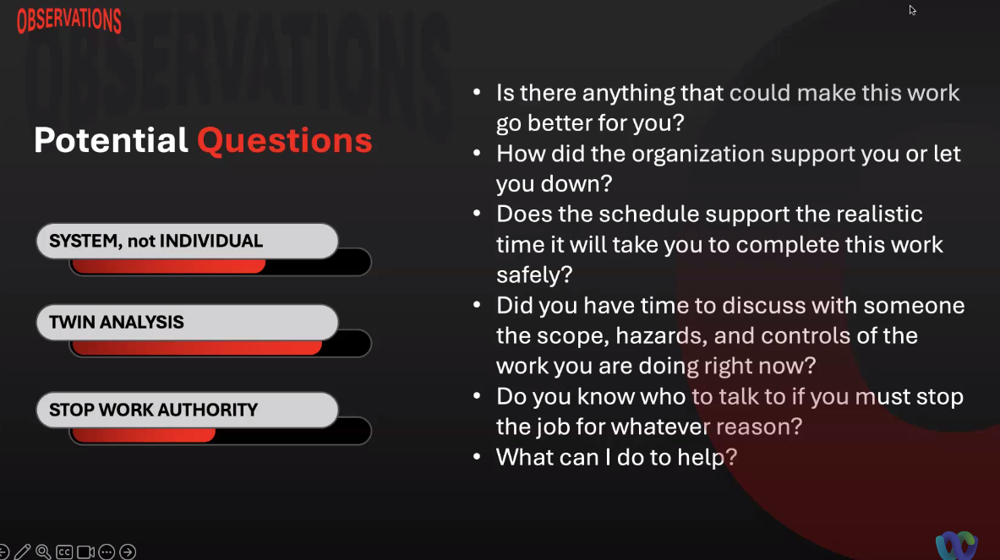 OBSERVATIONS
OBSERVATIONS
Potential Questions
SYSTEM, not INDIVIDUAL
TWIN ANALYSIS
STOP WORK AUTHORITY
• Is there anything that could make this work
go better for you?
• How did the organization support you or let
you down?
• Does the schedule support the realistic
time it will take you to complete this work
safely?
• Did you have time to discuss with someone
the scope, hazards, and controls of the
work you are doing right now?
• Do you know who to talk to if you must stop
the job for whatever reason?
• What can I do to help?
CC